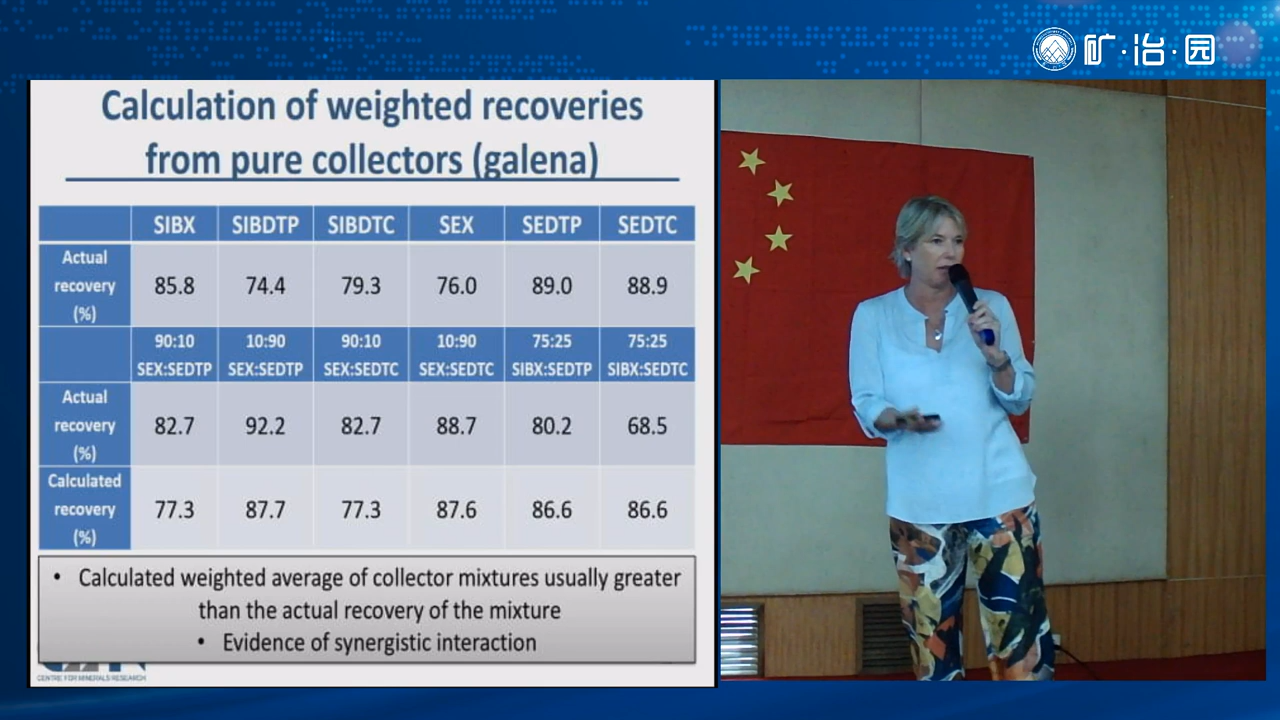 矿·冶·园
Calculation of weighted recoveries
from pure collectors (galena)
SIBX SIBDTP SIBDTC SEX SEDTP SEDTC
Actual recovery (%) 85.8 74.4 79.3 76.0 89.0 88.9
90:10 SEX:SEDTP 10:90 SEX:SEDTP 90:10 SEX:SEDTC 10:90 SEX:SEDTC 75:25 SIBX:SEDTP 75:25 SIBX:SEDTC
Actual recovery (%) 82.7 92.2 82.7 88.7 80.2 68.5
Calculated recovery (%) 77.3 87.7 77.3 87.6 86.6 86.6
• Calculated weighted average of collector mixtures usually greater
than the actual recovery of the mixture
• Evidence of synergistic interaction
CENTRE FOR MINERALS RESEARCH